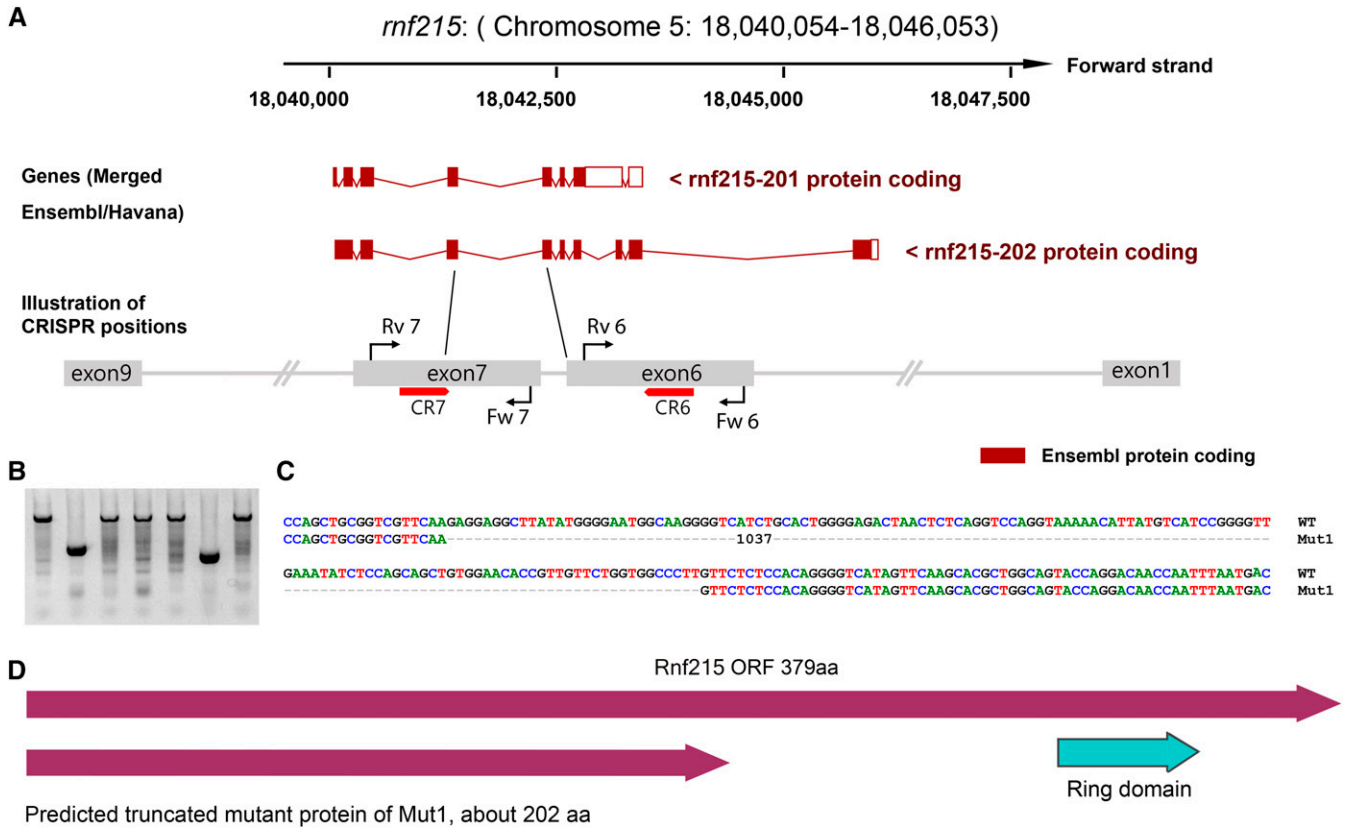 A
rnf215: ( Chromosome 5: 18,040,054-18,046,053)
Forward strand
18,040,000 18,042,500 18,045,000 18,047,500
Genes (Merged
Ensembl/Havana)
< rnf215-201 protein coding
< rnf215-202 protein coding
Illustration of
CRISPR positions
Rv 7 Rv 6
exon9 exon7 exon6 exon1
CR7 CR6
Fw 7 Fw 6
Ensembl protein coding
B
C
CCAGCTGCGGTCGTTCAAGAGGAGGCTTATATGGGGAATGGCAAGGGGTCATCTGCACTGGGGAGACTAACTCTCAGGTCCAGGTAAAAACATTATGTCATCCGGGGTT WT
CCAGCTGCGGTCGTTCAA 1037 Mut1
GAAATATCTCCAGCAGCTGTGGAACACCGTTGTTCTGGTGGCCCTTGTTCTCTCCACAGGGGTCATAGTTCAAGCACGCTGGCAGTACCAGGACAACCAATTTAATGAC WT
GTTCTCTCCACAGGGGTCATAGTTCAAGCACGCTGGCAGTACCAGGACAACCAATTTAATGAC Mut1
D
Rnf215 ORF 379aa
Ring domain
Predicted truncated mutant protein of Mut1, about 202 aa